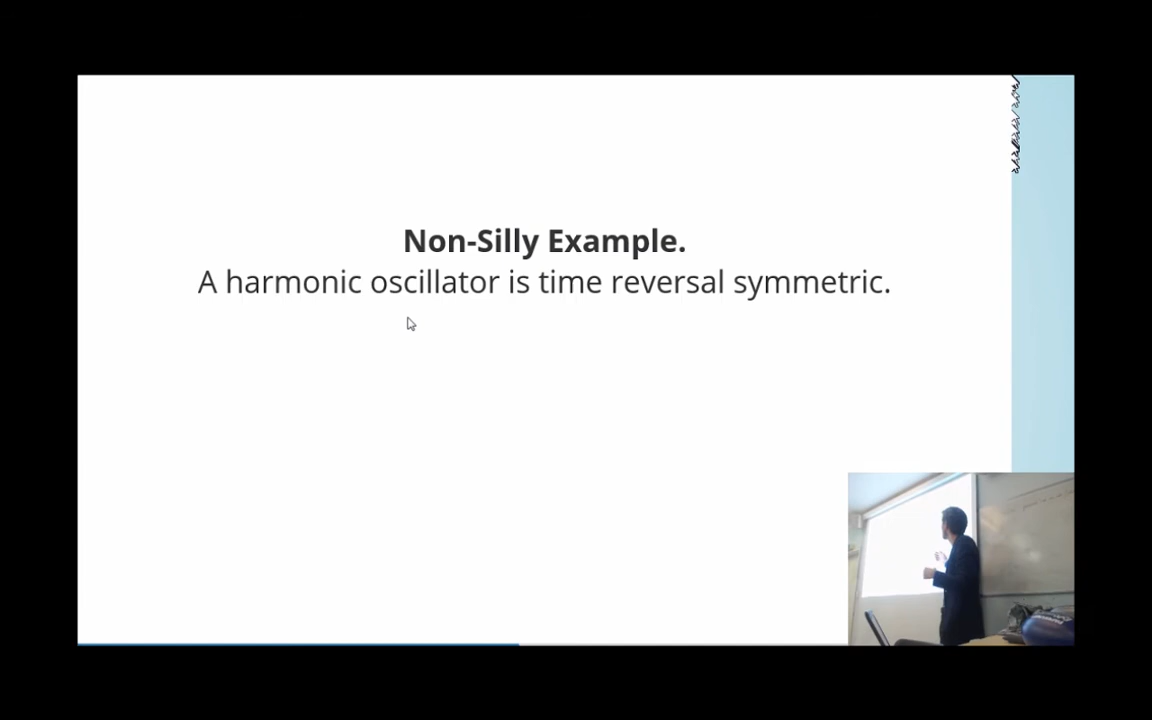 Non-Silly Example.
A harmonic oscillator is time reversal symmetric.